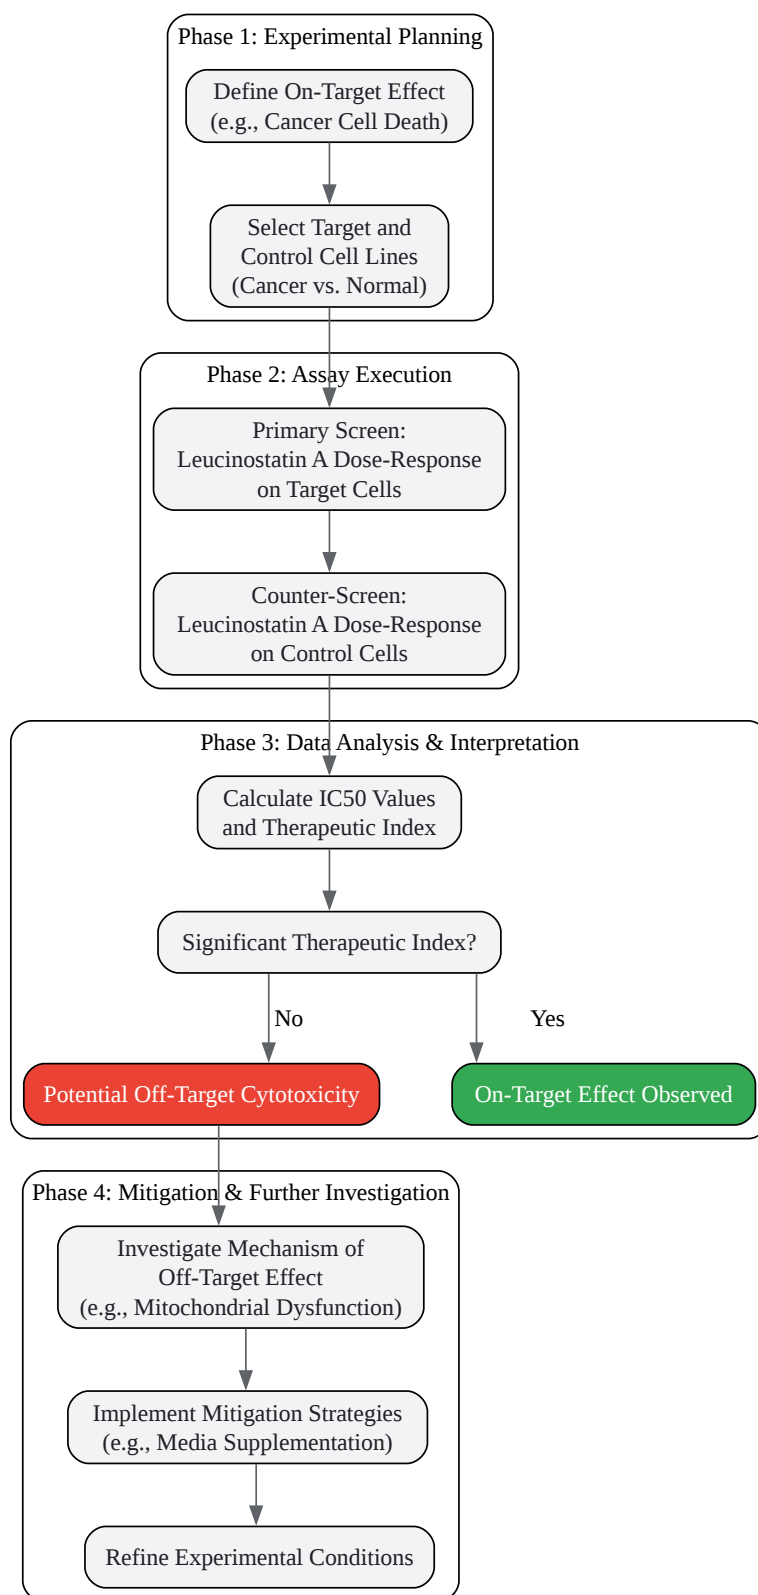 Phase 1: Experimental Planning
Define On-Target Effect
(e.g., Cancer Cell Death)
Select Target and
Control Cell Lines
(Cancer vs. Normal)
Phase 2: Assay Execution
Primary Screen:
Leucinostatin A Dose-Response
on Target Cells
Counter-Screen:
Leucinostatin A Dose-Response
on Control Cells
Phase 3: Data Analysis & Interpretation
Calculate IC50 Values
and Therapeutic Index
Significant Therapeutic Index?
No
Yes
Potential Off-Target Cytotoxicity
On-Target Effect Observed
Phase 4: Mitigation & Further Investigation
Investigate Mechanism of
Off-Target Effect
(e.g., Mitochondrial Dysfunction)
Implement Mitigation Strategies
(e.g., Media Supplementation)
Refine Experimental Conditions